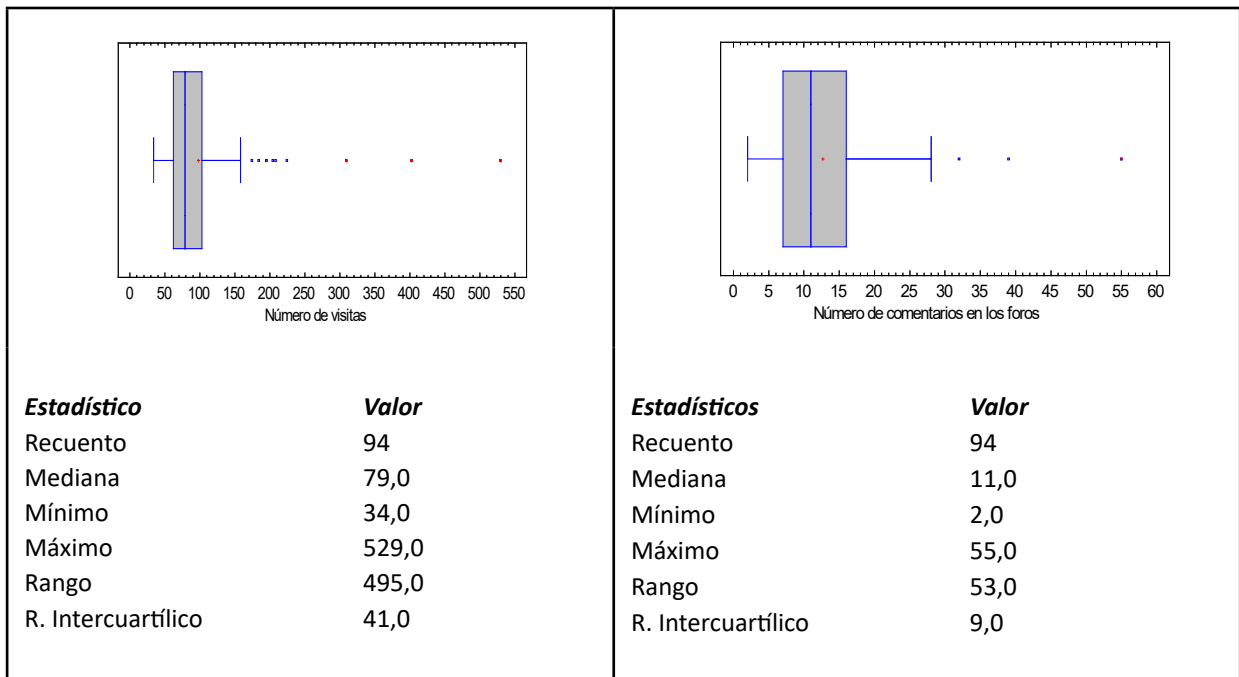 0 50 100 150 200 250 300 350 400 450 500 550
Número de visitas
Estadístico Valor
Recuento 94
Mediana 79,0
Mínimo 34,0
Máximo 529,0
Rango 495,0
R. Intercuartílico 41,0
0 5 10 15 20 25 30 35 40 45 50 55 60
Número de comentarios en los foros
Estadísticos Valor
Recuento 94
Mediana 11,0
Mínimo 2,0
Máximo 55,0
Rango 53,0
R. Intercuartílico 9,0